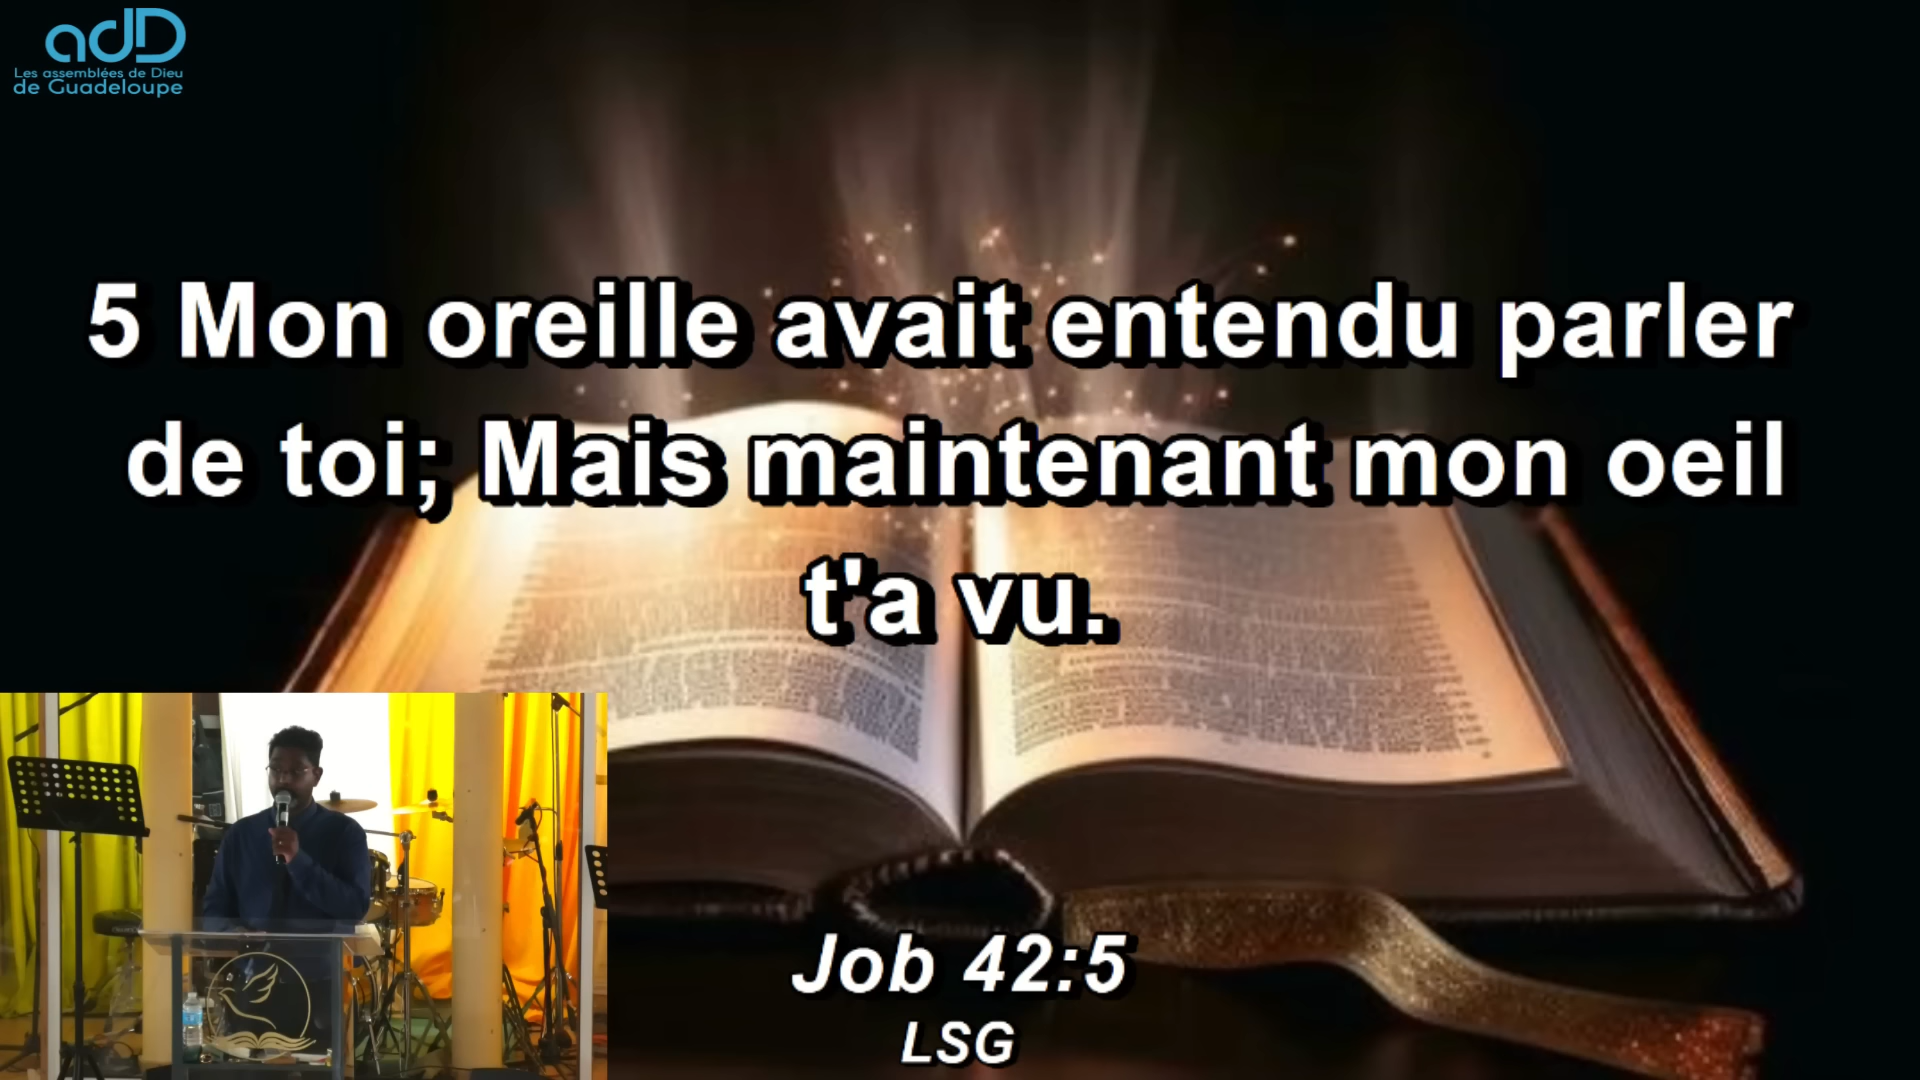 adD
Les assemblées de Dieu
de Guadeloupe
5 Mon oreille avait entendu parler
de toi; Mais maintenant mon oeil
t'a vu.
Job 42:5
LSG